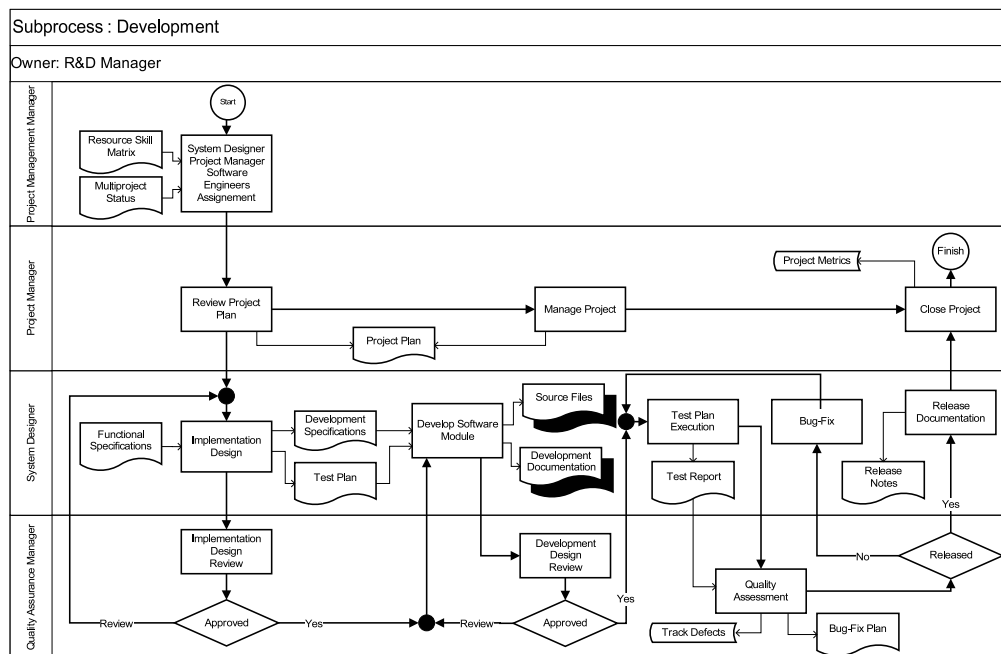 Subprocess : Development
Owner: R&D Manager
Project Management Manager
Start
Resource Skill
Matrix
Multiproject
Status
System Designer
Project Manager
Software
Engineers
Assignement
Project Manager
Review Project
Plan
Project Plan
Manage Project
Project Metrics
Finish
Close Project
System Designer
Functional
Specifications
Implementation
Design
Development
Specifications
Test Plan
Develop Software
Module
Source Files
Development
Documentation
Test Plan
Execution
Test Report
Bug-Fix
Release
Documentation
Release
Notes
Yes
Quality Assurance Manager
Implementation
Design
Review
Approved
Review
Yes
Development
Design
Review
Approved
Review
Yes
Quality
Assessment
Track Defects
Bug-Fix Plan
No
Released